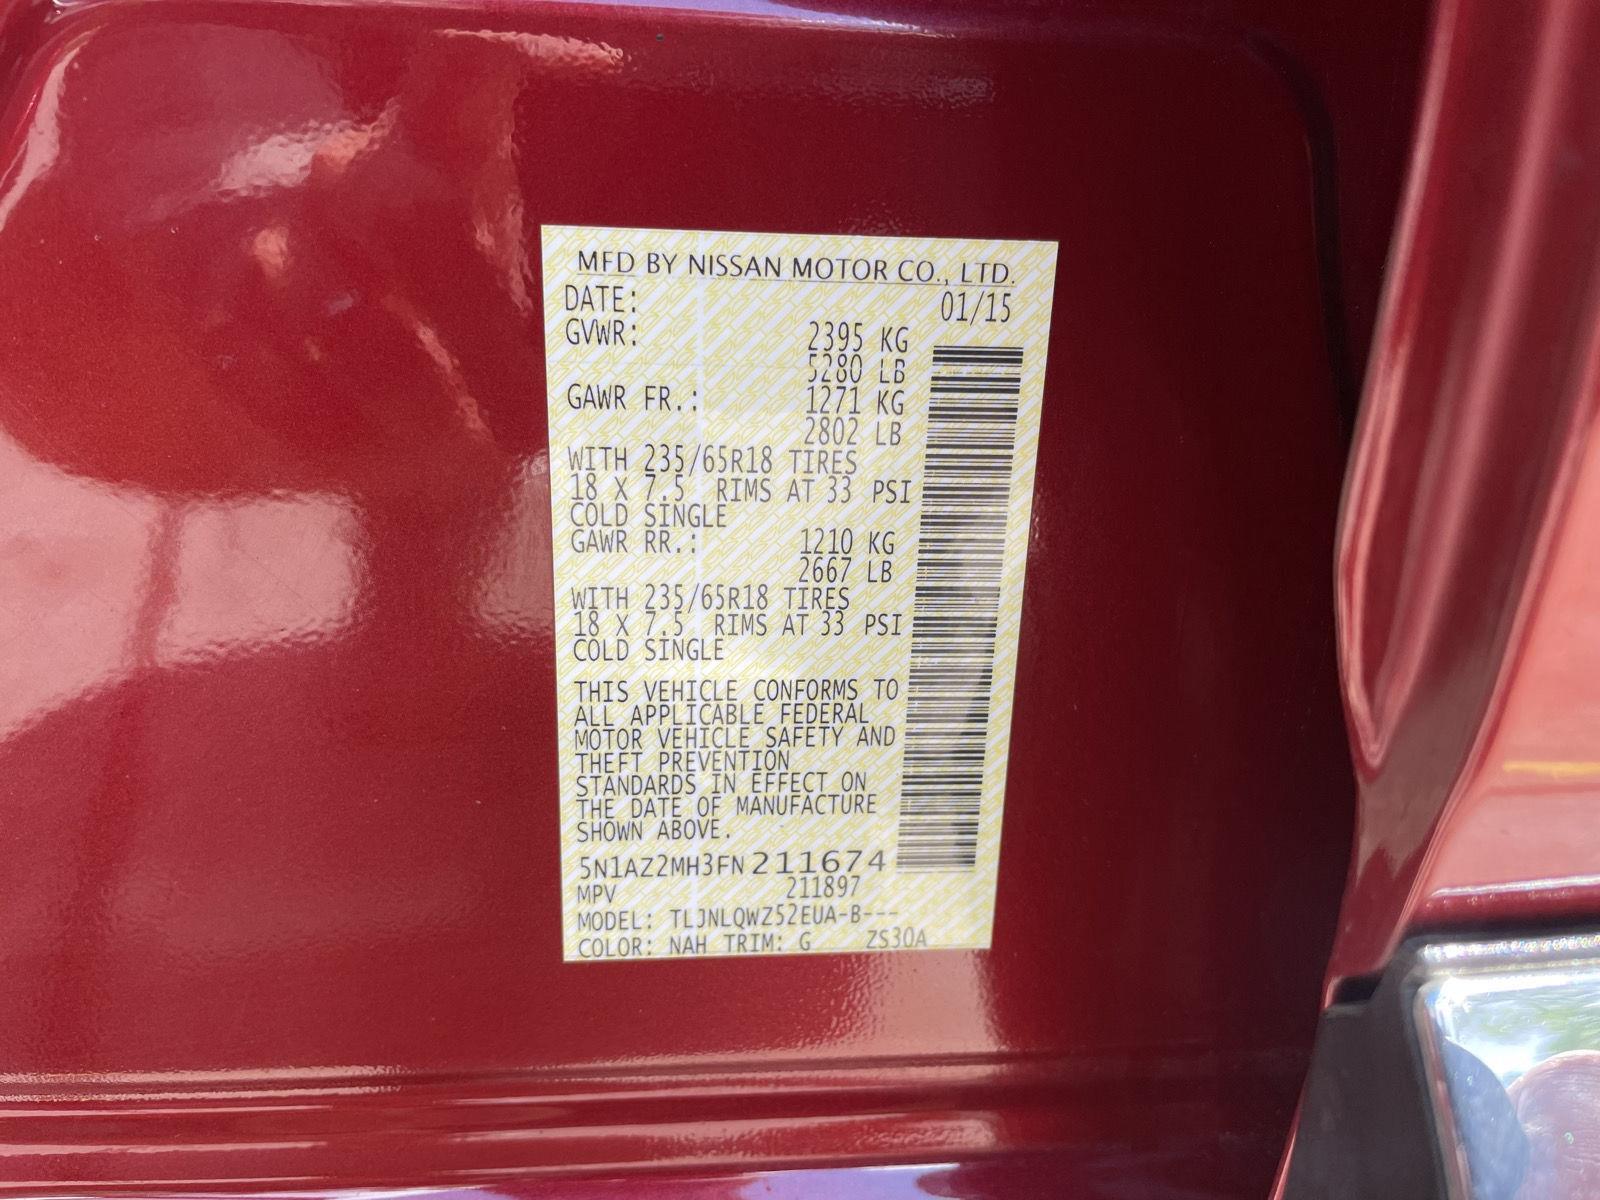 MFD BY NISSAN MOTOR CO., LTD.
DATE: 01/15
GVWR: 2395 KG
5280 LB
GAWR FR.: 1271 KG
2802 LB
WITH 235/65R18 TIRES
18 X 7.5 RIMS AT 33 PSI
COLD SINGLE
GAWR RR.: 1210 KG
2667 LB
WITH 235/65R18 TIRES
18 X 7.5 RIMS AT 33 PSI
COLD SINGLE
THIS VEHICLE CONFORMS TO
ALL APPLICABLE FEDERAL
MOTOR VEHICLE SAFETY AND
THEFT PREVENTION
STANDARDS IN EFFECT ON
THE DATE OF MANUFACTURE
SHOWN ABOVE.
5N1AZ2MH3FN211674
MPV 211897
MODEL: TLJNLQWZ52EUA-B---
COLOR: NAH TRIM: G ZS30A